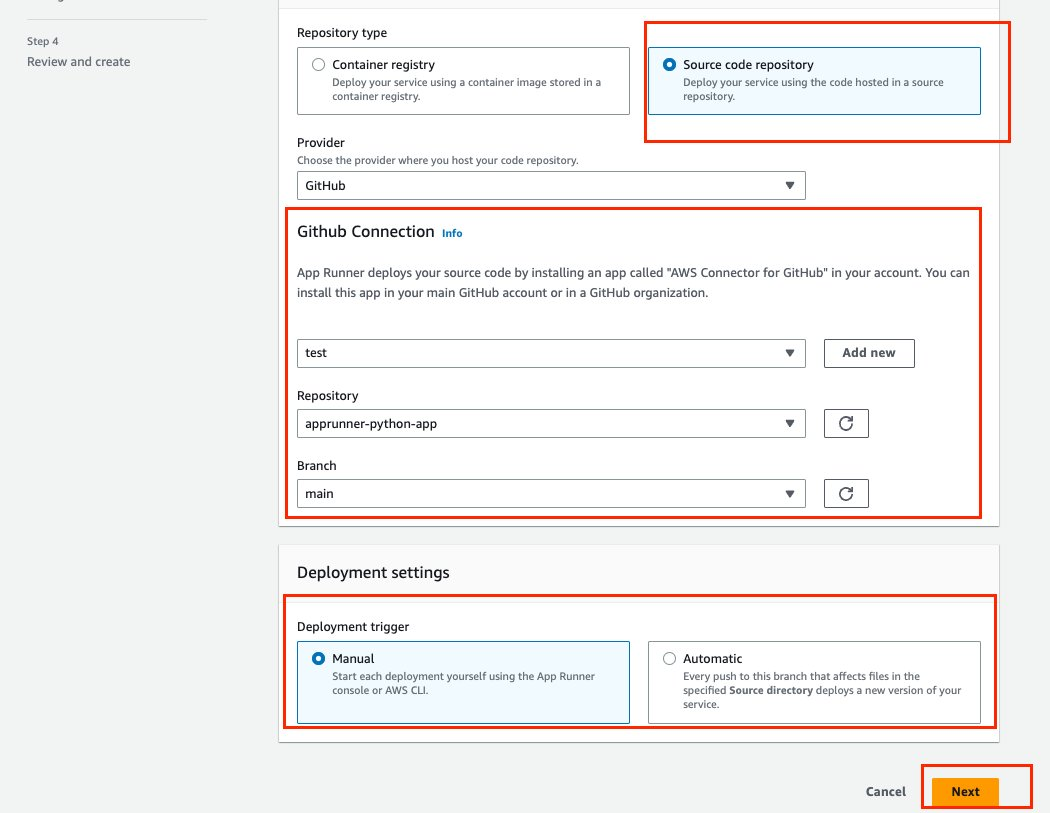 Step 4
Review and create
Repository type
Container registry
Deploy your service using a container image stored in a
container registry.
Source code repository
Deploy your service using the code hosted in a source
repository.
Provider
Choose the provider where you host your code repository.
GitHub
Github Connection Info
App Runner deploys your source code by installing an app called "AWS Connector for GitHub" in your account. You can
install this app in your main GitHub account or in a GitHub organization.
test
Add new
Repository
apprunner-python-app
Branch
main
Deployment settings
Deployment trigger
Manual
Start each deployment yourself using the App Runner
console or AWS CLI.
Automatic
Every push to this branch that affects files in the
specified Source directory deploys a new version of your
service.
Cancel
Next